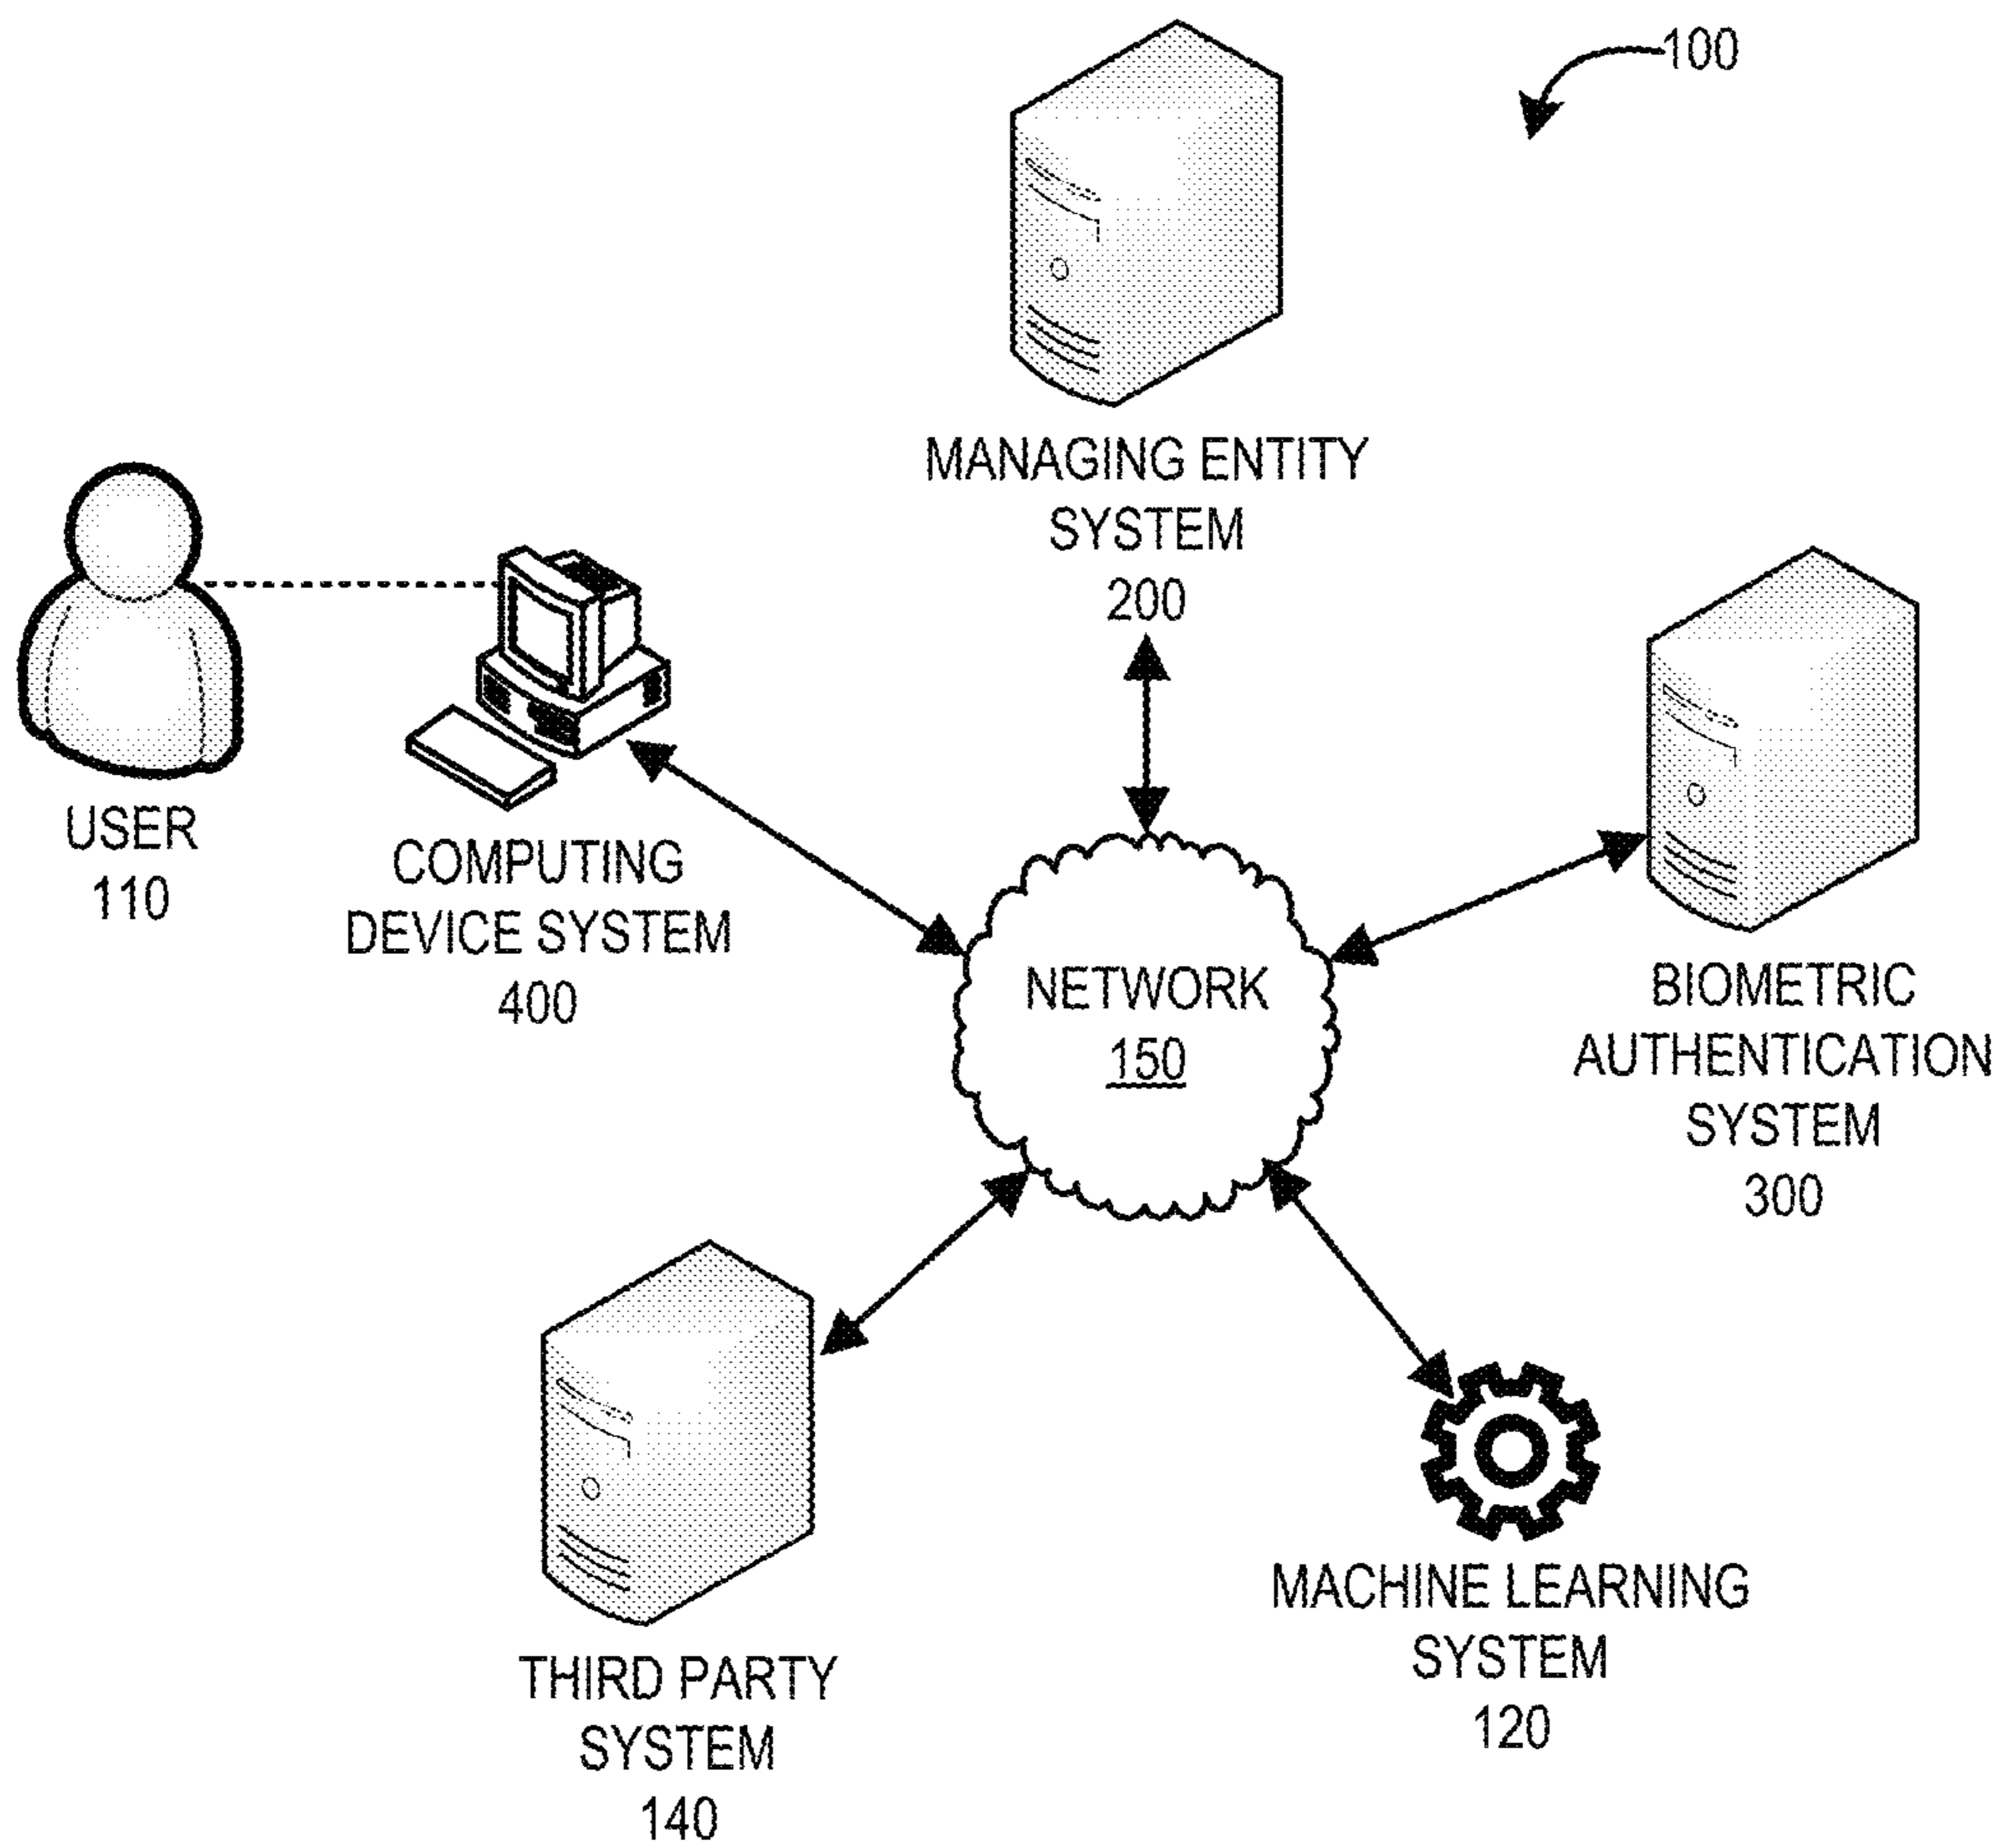 100
MANAGING ENTITY
SYSTEM
200
USER
110
COMPUTING
DEVICE SYSTEM
400
NETWORK
150
BIOMETRIC
AUTHENTICATION
SYSTEM
300
THIRD PARTY
SYSTEM
140
MACHINE LEARNING
SYSTEM
120